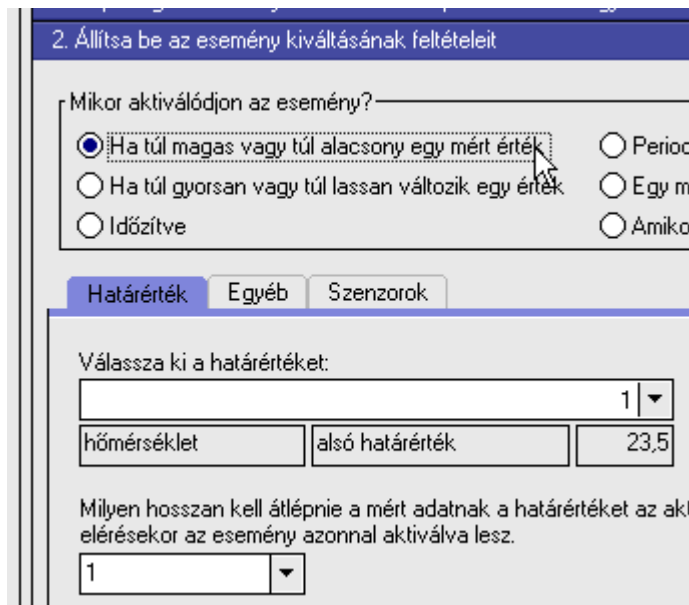 2. Állítsa be az esemény kiváltásának feltételeit
Mikor aktiválódjon az esemény?
Ha túl magas vagy túl alacsony egy mért érték
Ha túl gyorsan vagy túl lassan változik egy érték
Időzítve
Egy
Határérték Egyéb Szenzorok
Válassza ki a határértéket:
1
hőmérséklet alsó határérték 23,5
Milyen hosszan kell átlépnie a mért adatnak a határértéket az
elérésekor az esemény azonnal aktiválva lesz.
1